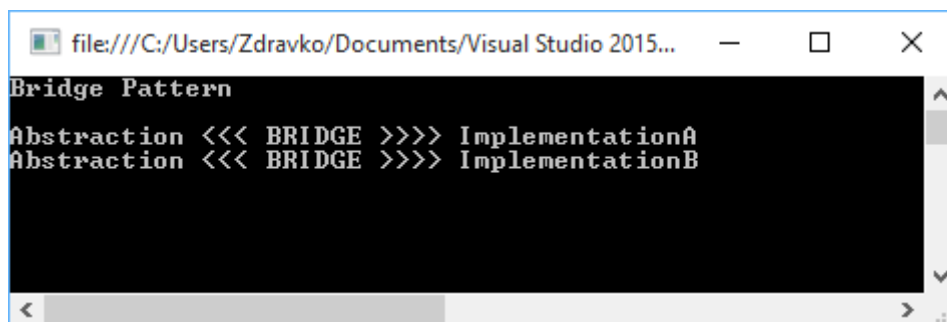 file:///C:/Users/Zdravko/Documents/Visual Studio 2015...
Bridge Pattern
Abstraction <<< BRIDGE >>>> ImplementationA
Abstraction <<< BRIDGE >>>> ImplementationB